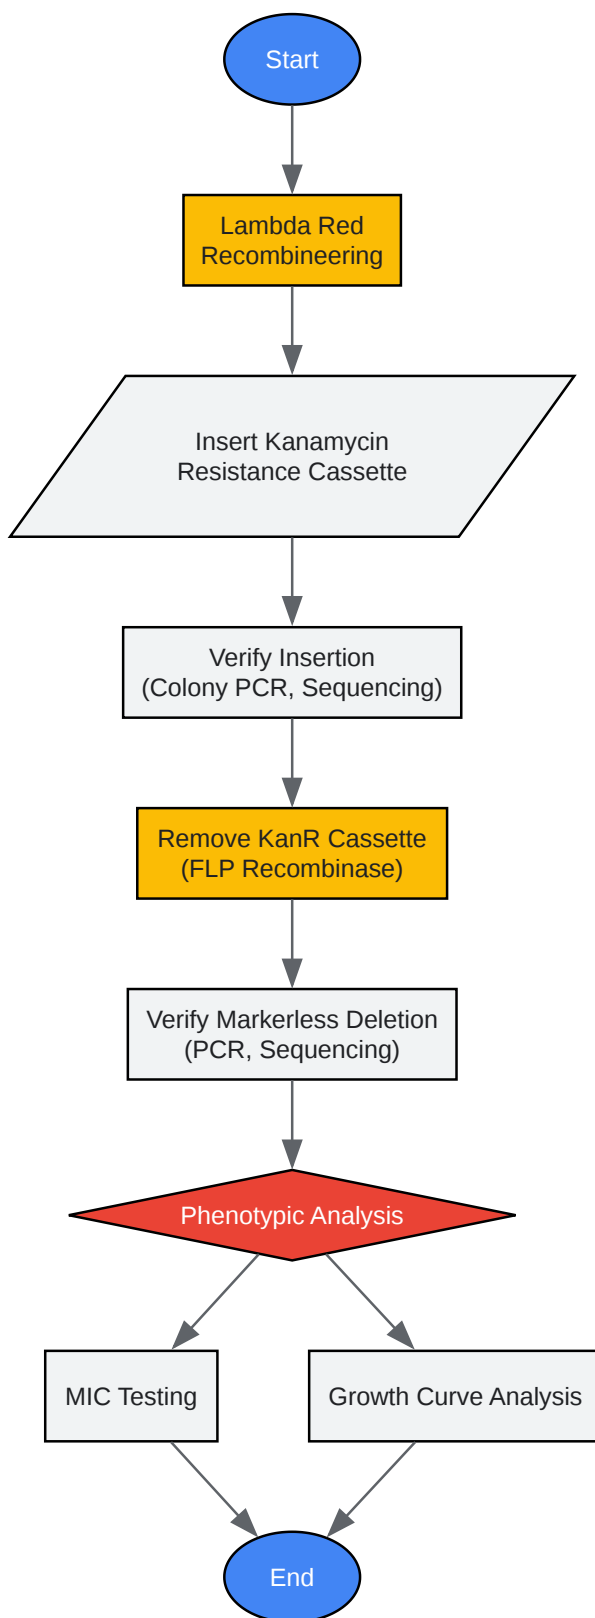 Start
Lambda Red
Recombineering
Insert Kanamycin
Resistance Cassette
Verify Insertion
(Colony PCR, Sequencing)
Remove KanR Cassette
(FLP Recombinase)
Verify Markerless Deletion
(PCR, Sequencing)
Phenotypic Analysis
MIC Testing
Growth Curve Analysis
End